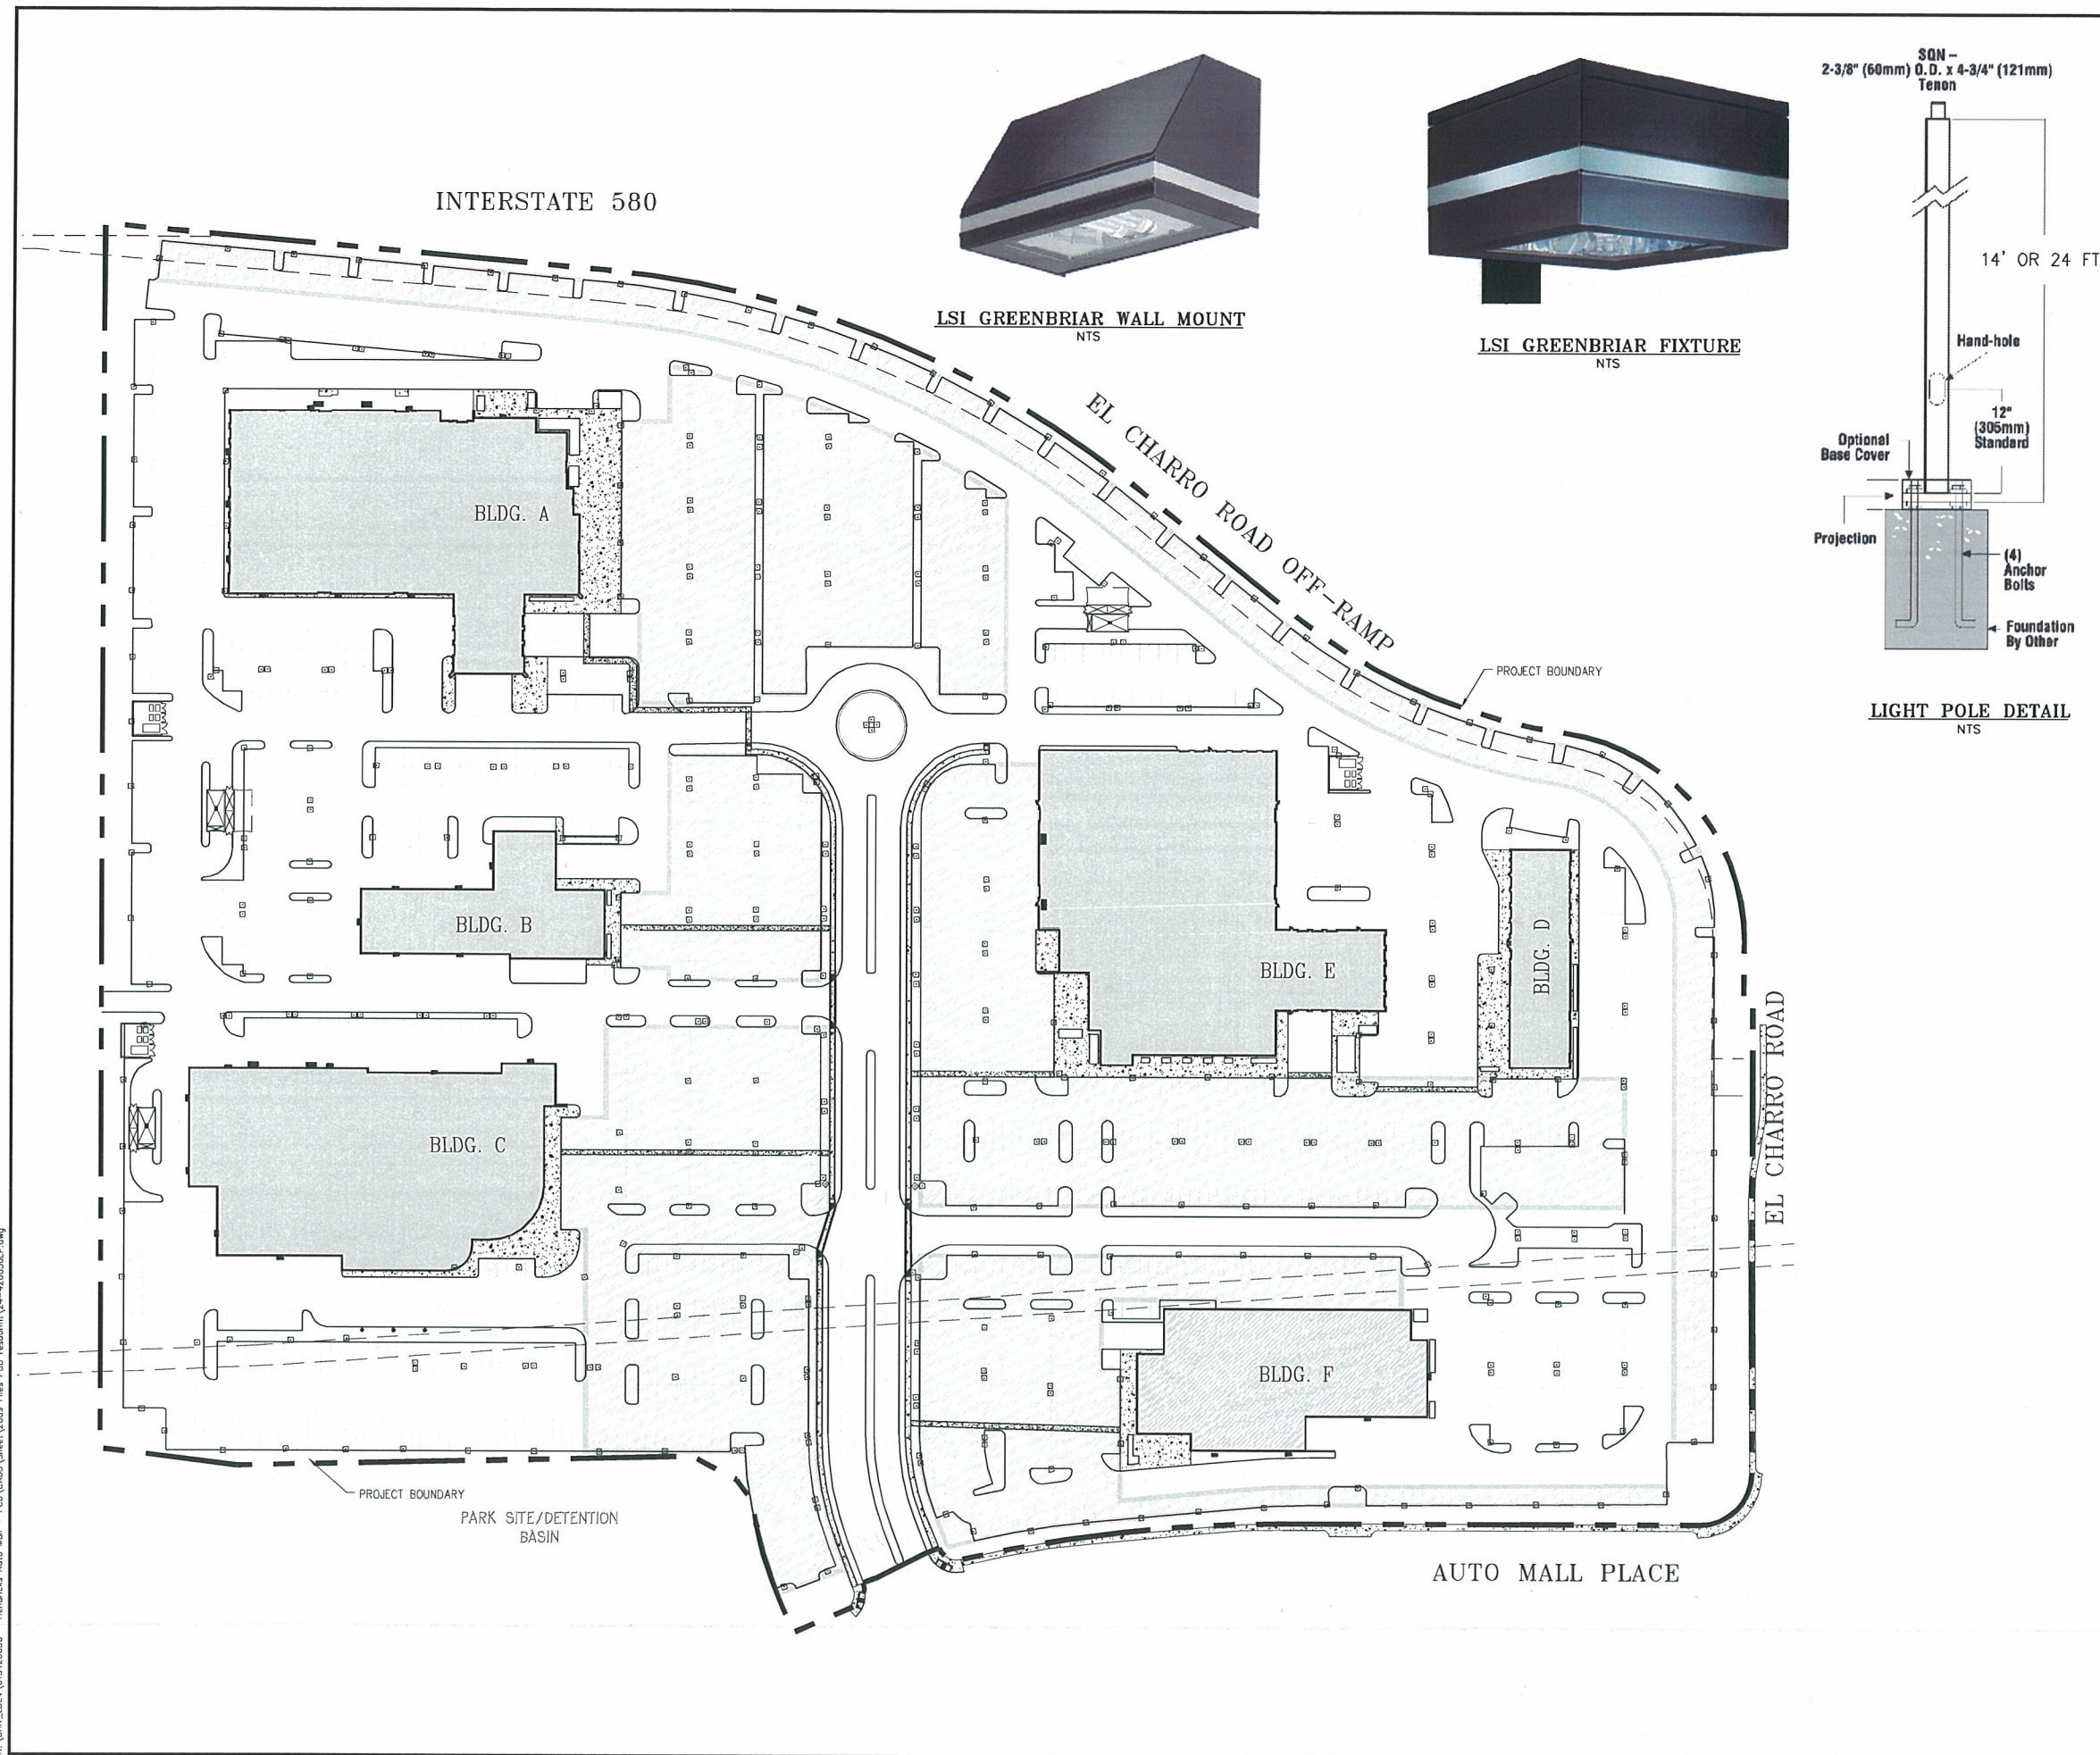 SQN –
2-3/8" (60mm) O.D. x 4-3/4" (121mm)
Tenon
INTERSTATE 580
14' OR 24 FT
LSI GREENBRIAR WALL MOUNT
NTS
LSI GREENBRIAR FIXTURE
NTS
Hand-hole
12"
(305mm)
Standard
Optional
Base Cover
Projection
(4)
Anchor
Bolts
Foundation
By Other
LIGHT POLE DETAIL
NTS
EL CHARRO ROAD OFF-RAMP
PROJECT BOUNDARY
BLDG. A
BLDG. B
BLDG. E
BLDG. D
EL CHARRO ROAD
BLDG. C
BLDG. F
PROJECT BOUNDARY
PARK SITE/DETENTION
BASIN
AUTO MALL PLACE